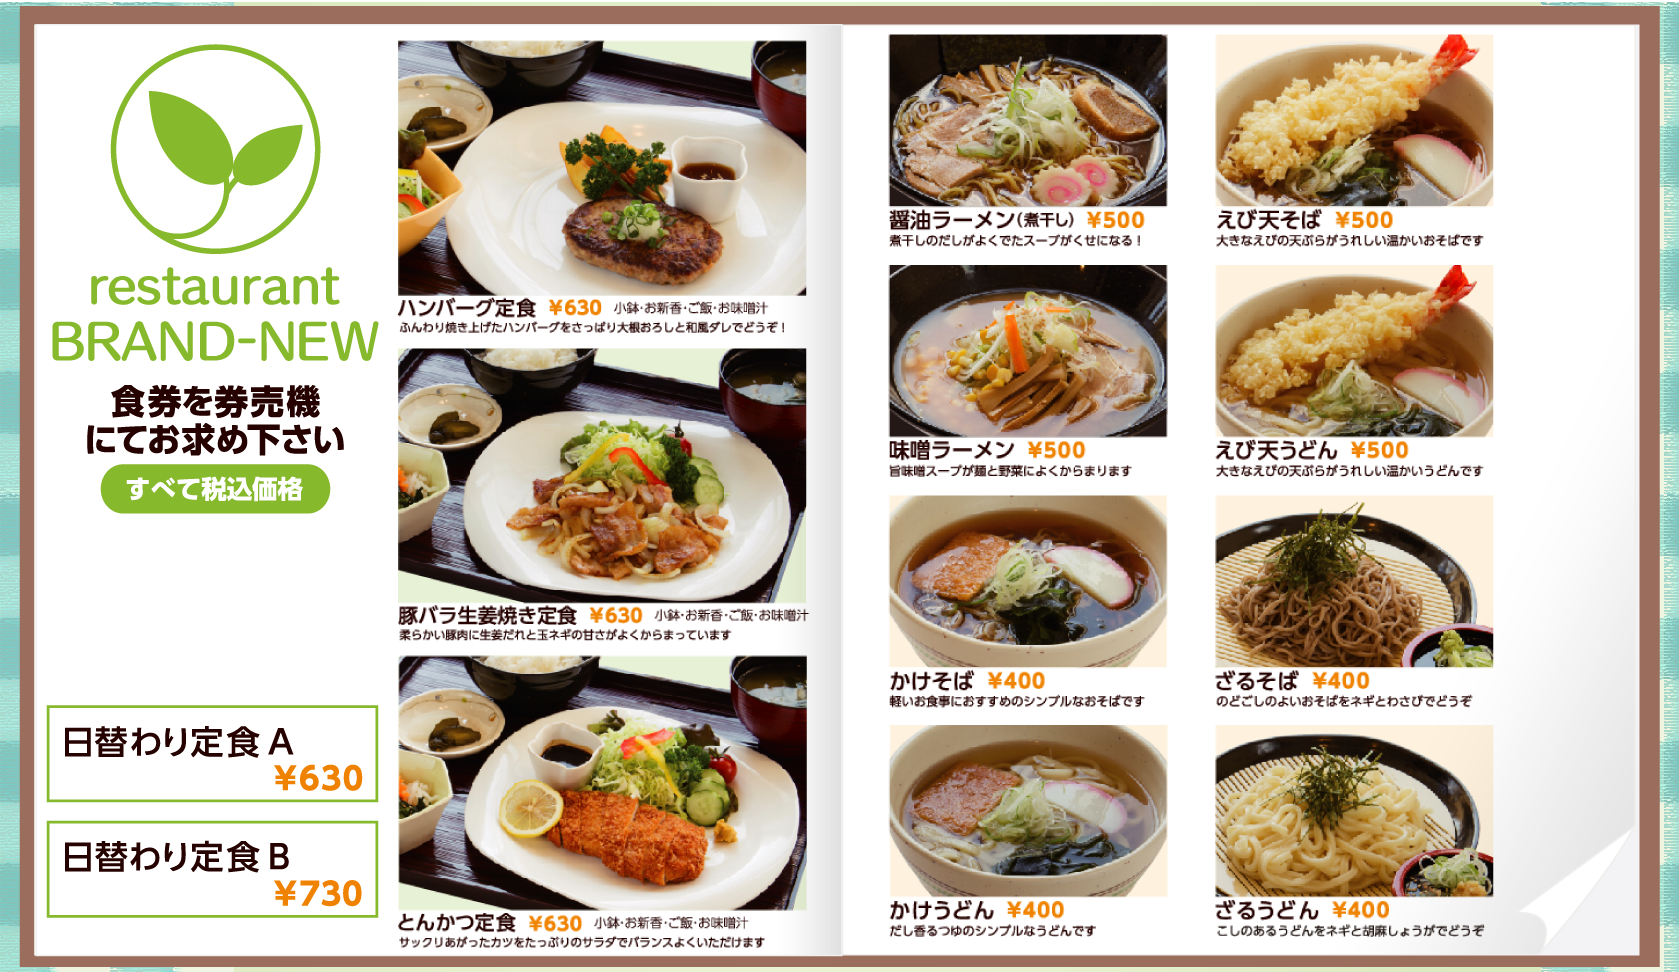 restaurant
BRAND-NEW
食券を券売機
にてお求め下さい
すべて税込価格
日替わり定食 A
¥630
日替わり定食 B
¥730
ハンバーグ定食 ¥630 小鉢・お新香・ご飯・お味噌汁
ふんわり焼き上げたハンバーグをさっぱり大根おろしと和風ダレでどうぞ！
豚バラ生姜焼き定食 ¥630 小鉢・お新香・ご飯・お味噌汁
柔らかい豚肉に生姜だれと玉ネギの甘さがよくからまっています
とんかつ定食 ¥630 小鉢・お新香・ご飯・お味噌汁
サックリあがったカツをたっぷりのサラダでバランスよくいただけます
醤油ラーメン（煮干し） ¥500
煮干しのだしがよくでたスープがくせになる！
えび天そば ¥500
大きなえびの天ぷらがうれしい温かいおそばです
味噌ラーメン ¥500
旨味噌スープが麺と野菜によくからまります
えび天うどん ¥500
大きなえびの天ぷらがうれしい温かいうどんです
かけそば ¥400
軽いお食事におすすめのシンプルなおそばです
ざるそば ¥400
のどごしのよいおそばをネギとわさびでどうぞ
かけうどん ¥400
だし香るつゆのシンプルなうどんです
ざるうどん ¥400
こしのあるうどんをネギと胡麻しょうがでどうぞ